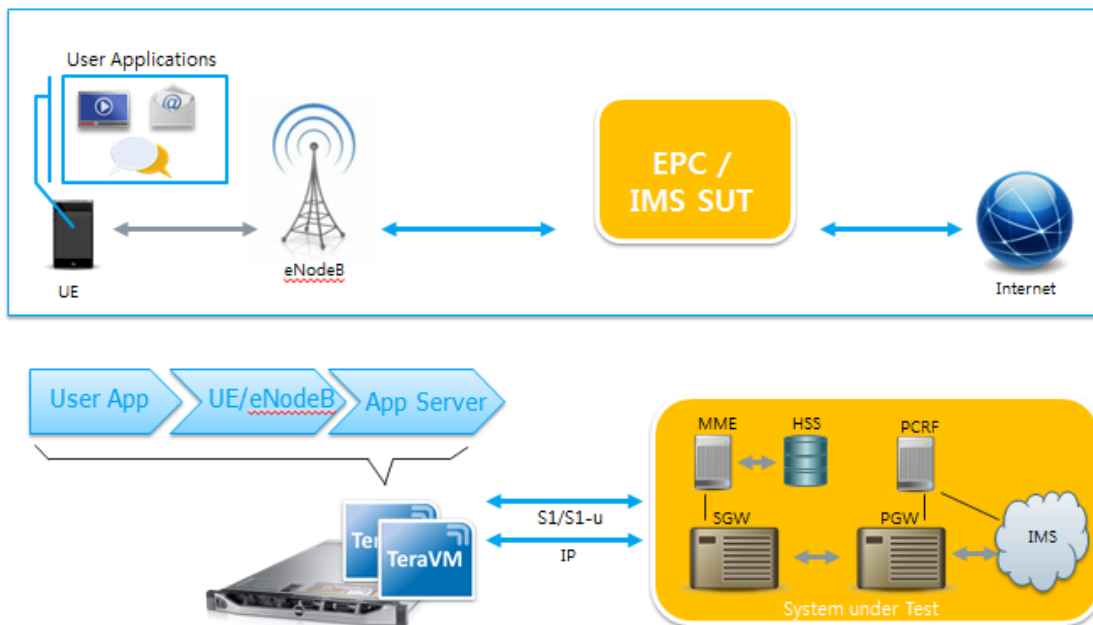 User Applications
@
EPC /
IMS SUT
eNodeB
UE
Internet
User App
UE/eNodeB
App Server
MME
HSS
PCRF
S1/S1-u
SGW
PGW
IMS
IP
Tera
TeraVM
System under Test